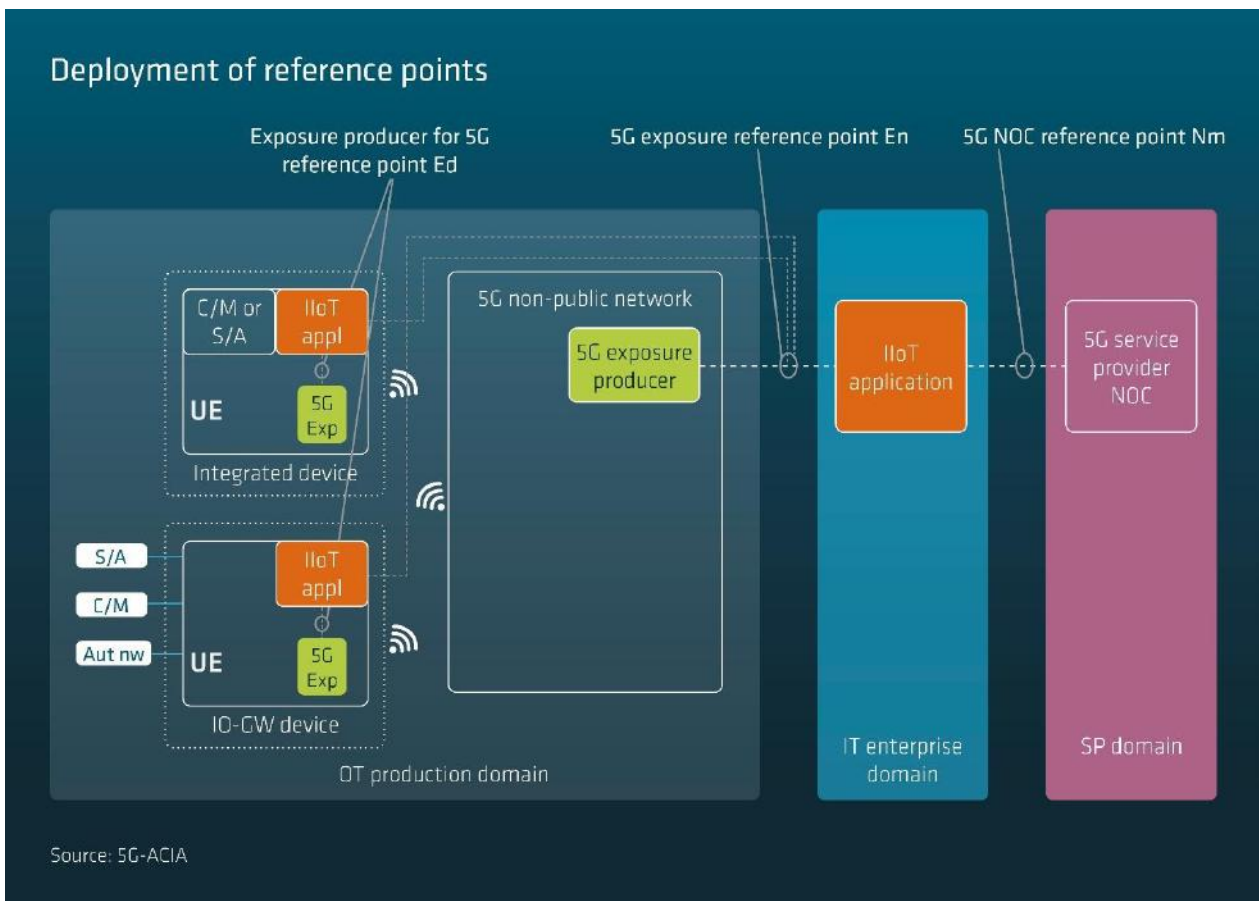 Deployment of reference points
Exposure producer for 5G
reference point Ed
5G exposure reference point En
5G NOC reference point Nm
C/M or
S/A
IIoT
appl
UE
5G
Exp
Integrated device
S/A
C/M
Aut nw
IIoT
appl
UE
5G
Exp
IO-GW device
5G non-public network
5G exposure
producer
OT production domain
IIoT
application
IT enterprise
domain
5G service
provider
NOC
SP domain
Source: 5G-ACIA